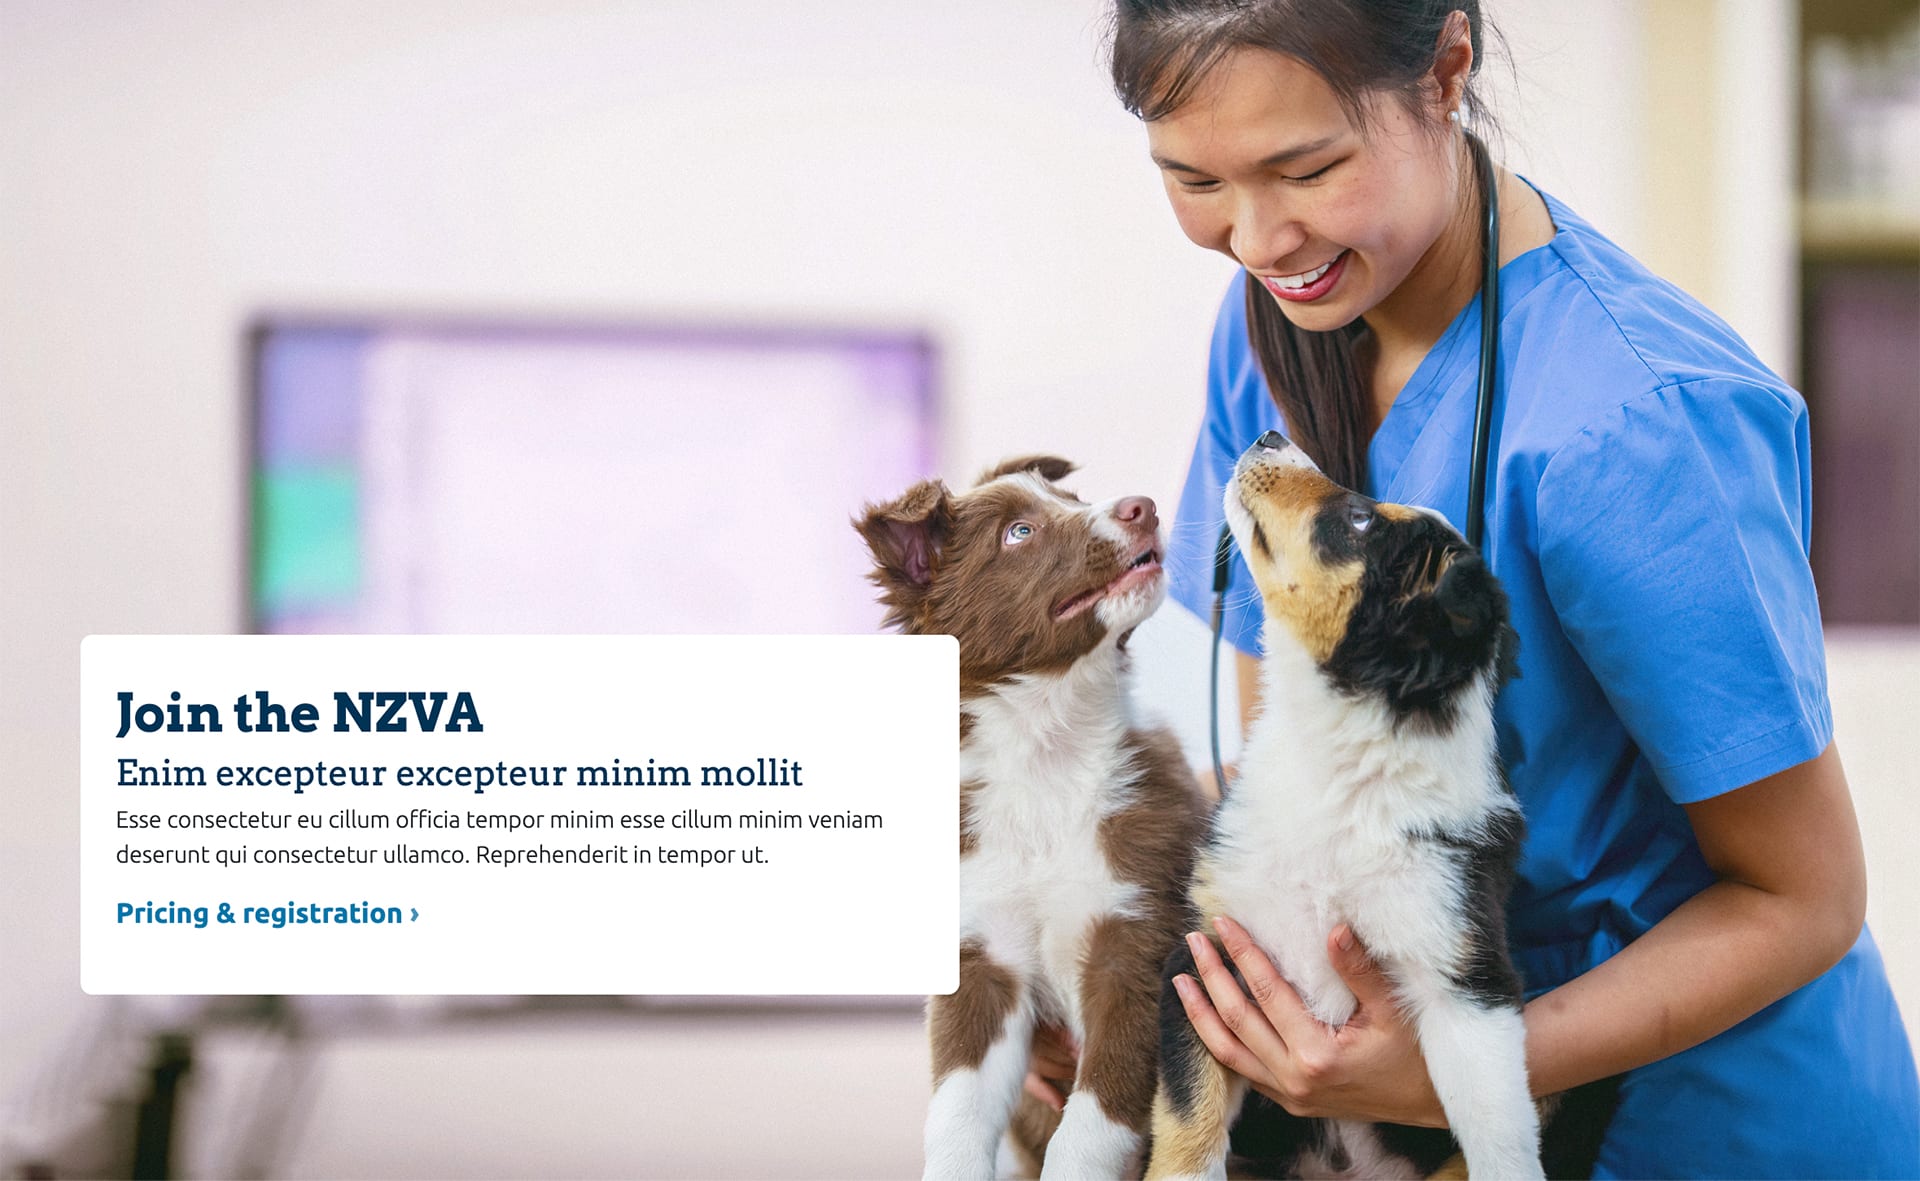 Join the NZVA
Enim excepteur excepteur minim mollit
Esse consectetur eu cillum officia tempor minim esse cillum minim veniam
deserunt qui consectetur ullamco. Reprehenderit in tempor ut.
Pricing & registration ›